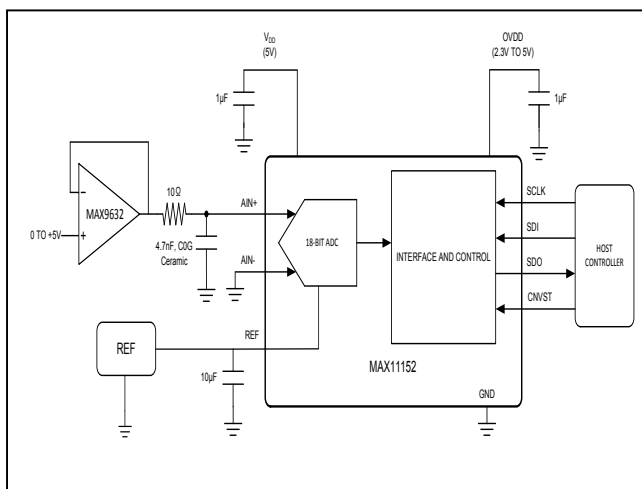 VDD
(5V)
OVDD
(2.3V TO 5V)
1µF
1µF
10Ω
MAX9632
0 TO +5V
4.7nF, C0G
Ceramic
AIN+
AIN-
18-BIT ADC
INTERFACE AND CONTROL
SCLK
SDI
SDO
CNVST
HOST
CONTROLLER
REF
REF
10µF
MAX11152
GND
-
+